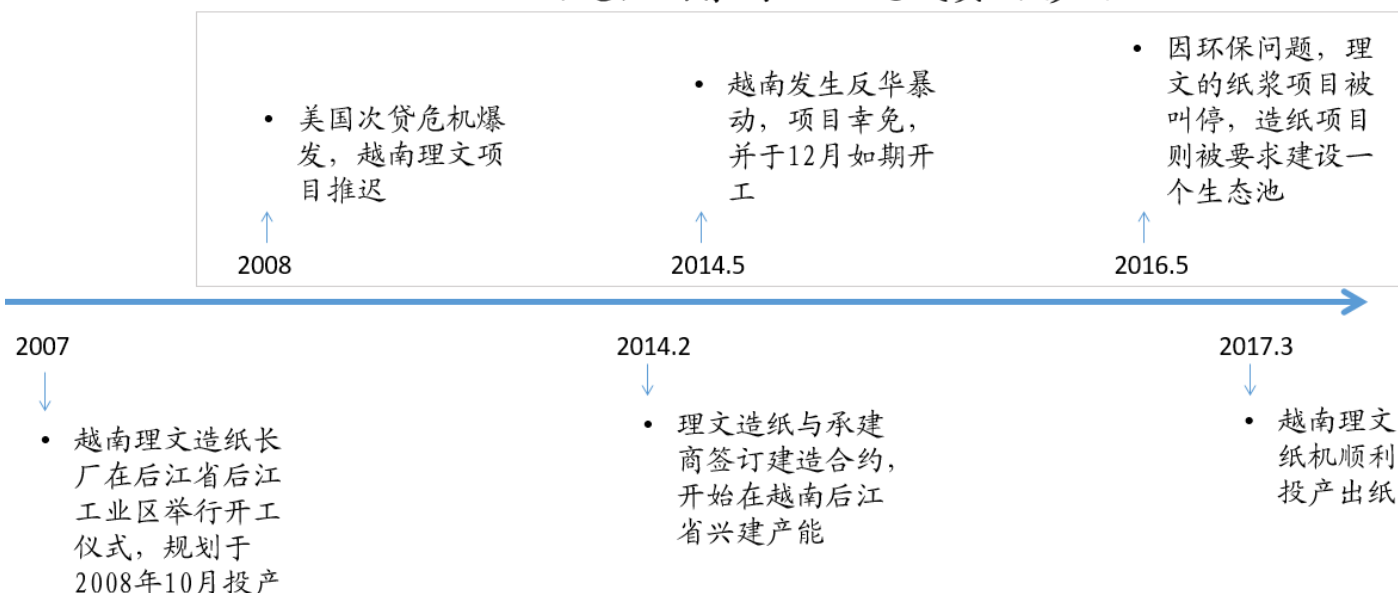 • 美国次贷危机爆
发，越南理文项
目推迟
• 越南发生反华暴
动，项目幸免，
并于12月如期开
工
• 因环保问题，理
文的纸浆项目被
叫停，造纸项目
则被要求建设一
个生态池
2008
2014.5
2016.5
2007
2014.2
2017.3
• 越南理文造纸长
厂在后江省后江
工业区举行开工
仪式，规划于
2008年10月投产
• 理文造纸与承建
商签订建造合约，
开始在越南后江
省兴建产能
• 越南理文
纸机顺利
投产出纸